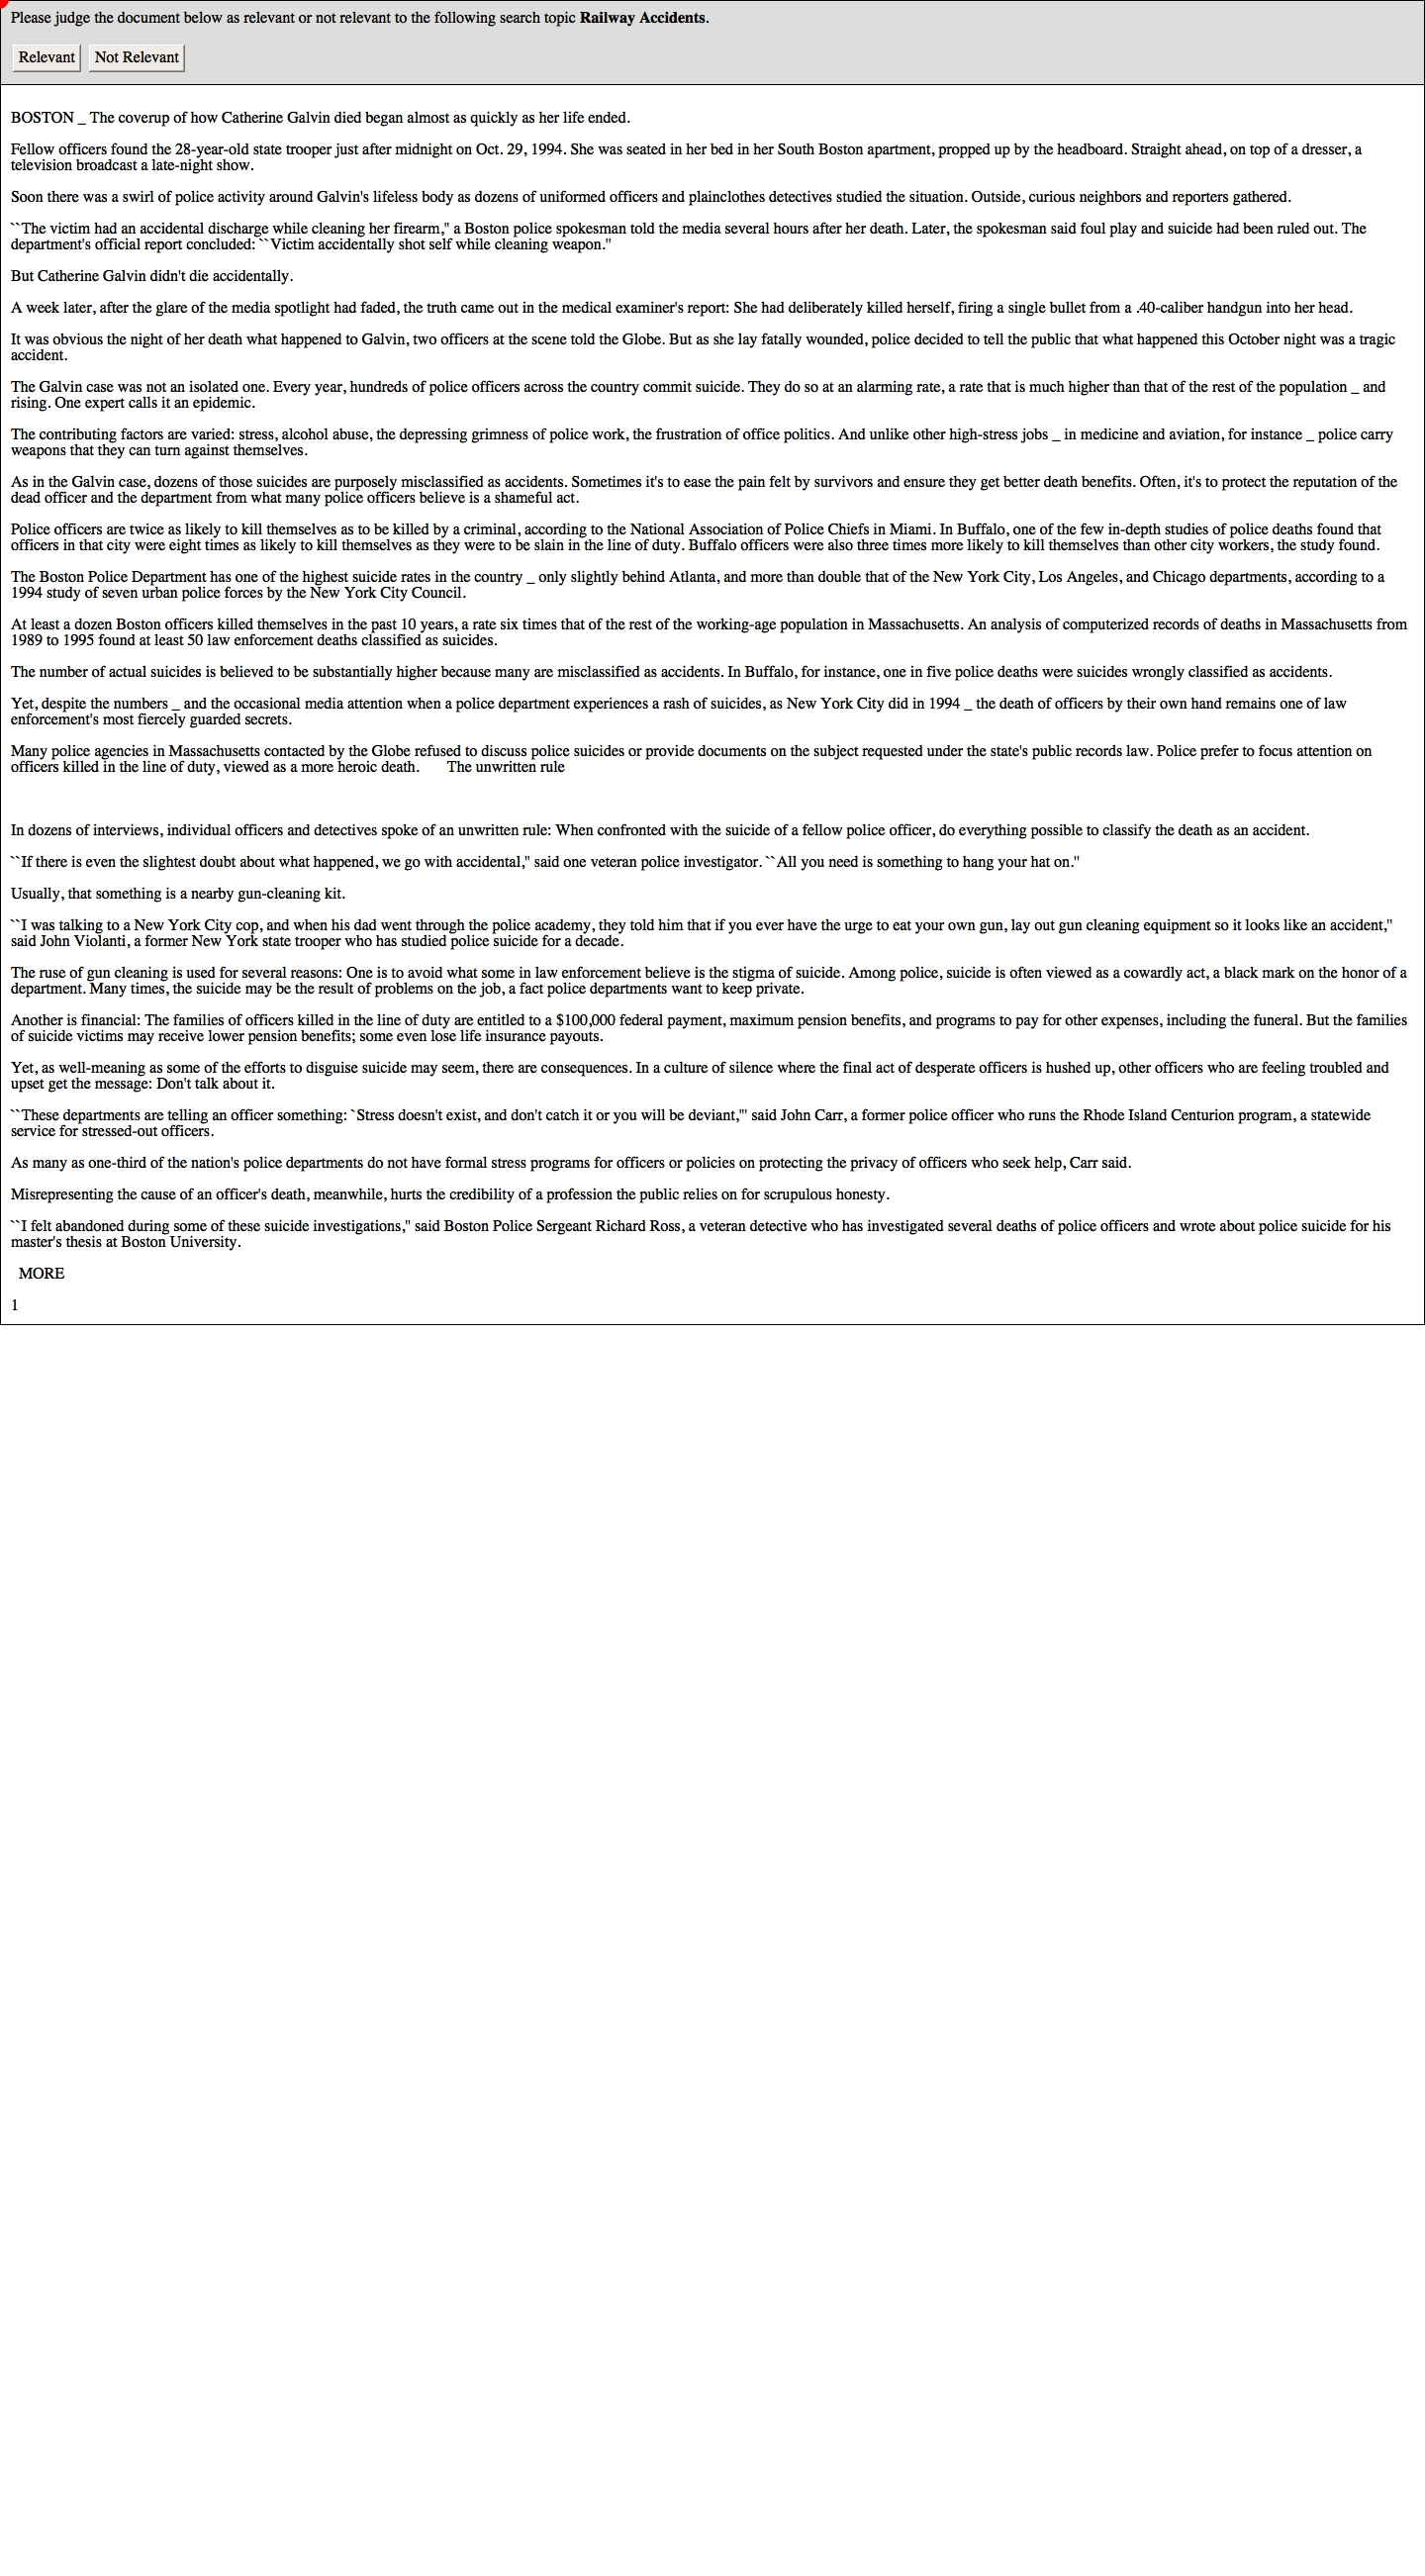 Please judge the document below as relevant or not relevant to the following search topic Railway Accidents.
Relevant Not Relevant
BOSTON _ The coverup of how Catherine Galvin died began almost as quickly as her life ended.
Fellow officers found the 28-year-old state trooper just after midnight on Oct. 29, 1994. She was seated in her bed in her South Boston apartment, propped up by the headboard. Straight ahead, on top of a dresser, a
television broadcast a late-night show.
Soon there was a swirl of police activity around Galvin's lifeless body as dozens of uniformed officers and plainclothes detectives studied the situation. Outside, curious neighbors and reporters gathered.
``The victim had an accidental discharge while cleaning her firearm,'' a Boston police spokesman told the media several hours after her death. Later, the spokesman said foul play and suicide had been ruled out. The
department's official report concluded: ``Victim accidentally shot self while cleaning weapon.''
But Catherine Galvin didn't die accidentally.
A week later, after the glare of the media spotlight had faded, the truth came out in the medical examiner's report: She had deliberately killed herself, firing a single bullet from a .40-caliber handgun into her head.
It was obvious the night of her death what happened to Galvin, two officers at the scene told the Globe. But as she lay fatally wounded, police decided to tell the public that what happened this October night was a tragic
accident.
The Galvin case was not an isolated one. Every year, hundreds of police officers across the country commit suicide. They do so at an alarming rate, a rate that is much higher than that of the rest of the population _ and
rising. One expert calls it an epidemic.
The contributing factors are varied: stress, alcohol abuse, the depressing grimness of police work, the frustration of office politics. And unlike other high-stress jobs _ in medicine and aviation, for instance _ police carry
weapons that they can turn against themselves.
As in the Galvin case, dozens of those suicides are purposely misclassified as accidents. Sometimes it's to ease the pain felt by survivors and ensure they get better death benefits. Often, it's to protect the reputation of the
dead officer and the department from what many police officers believe is a shameful act.
Police officers are twice as likely to kill themselves as to be killed by a criminal, according to the National Association of Police Chiefs in Miami. In Buffalo, one of the few in-depth studies of police deaths found that
officers in that city were eight times as likely to kill themselves as they were to be slain in the line of duty. Buffalo officers were also three times more likely to kill themselves than other city workers, the study found.
The Boston Police Department has one of the highest suicide rates in the country _ only slightly behind Atlanta, and more than double that of the New York City, Los Angeles, and Chicago departments, according to a
1994 study of seven urban police forces by the New York City Council.
At least a dozen Boston officers killed themselves in the past 10 years, a rate six times that of the rest of the working-age population in Massachusetts. An analysis of computerized records of deaths in Massachusetts from
1989 to 1995 found at least 50 law enforcement deaths classified as suicides.
The number of actual suicides is believed to be substantially higher because many are misclassified as accidents. In Buffalo, for instance, one in five police deaths were suicides wrongly classified as accidents.
Yet, despite the numbers _ and the occasional media attention when a police department experiences a rash of suicides, as New York City did in 1994 _ the death of officers by their own hand remains one of law
enforcement's most fiercely guarded secrets.
Many police agencies in Massachusetts contacted by the Globe refused to discuss police suicides or provide documents on the subject requested under the state's public records law. Police prefer to focus attention on
officers killed in the line of duty, viewed as a more heroic death. The unwritten rule
In dozens of interviews, individual officers and detectives spoke of an unwritten rule: When confronted with the suicide of a fellow police officer, do everything possible to classify the death as an accident.
``If there is even the slightest doubt about what happened, we go with accidental,'' said one veteran police investigator. ``All you need is something to hang your hat on.''
Usually, that something is a nearby gun-cleaning kit.
``I was talking to a New York City cop, and when his dad went through the police academy, they told him that if you ever have the urge to eat your own gun, lay out gun cleaning equipment so it looks like an accident,''
said John Violanti, a former New York state trooper who has studied police suicide for a decade.
The ruse of gun cleaning is used for several reasons: One is to avoid what some in law enforcement believe is the stigma of suicide. Among police, suicide is often viewed as a cowardly act, a black mark on the honor of a
department. Many times, the suicide may be the result of problems on the job, a fact police departments want to keep private.
Another is financial: The families of officers killed in the line of duty are entitled to a $100,000 federal payment, maximum pension benefits, and programs to pay for other expenses, including the funeral. But the families
of suicide victims may receive lower pension benefits; some even lose life insurance payouts.
Yet, as well-meaning as some of the efforts to disguise suicide may seem, there are consequences. In a culture of silence where the final act of desperate officers is hushed up, other officers who are feeling troubled and
upset get the message: Don't talk about it.
``These departments are telling an officer something: `Stress doesn't exist, and don't catch it or you will be deviant,''' said John Carr, a former police officer who runs the Rhode Island Centurion program, a statewide
service for stressed-out officers.
As many as one-third of the nation's police departments do not have formal stress programs for officers or policies on protecting the privacy of officers who seek help, Carr said.
Misrepresenting the cause of an officer's death, meanwhile, hurts the credibility of a profession the public relies on for scrupulous honesty.
``I felt abandoned during some of these suicide investigations,'' said Boston Police Sergeant Richard Ross, a veteran detective who has investigated several deaths of police officers and wrote about police suicide for his
master's thesis at Boston University.
MORE
1